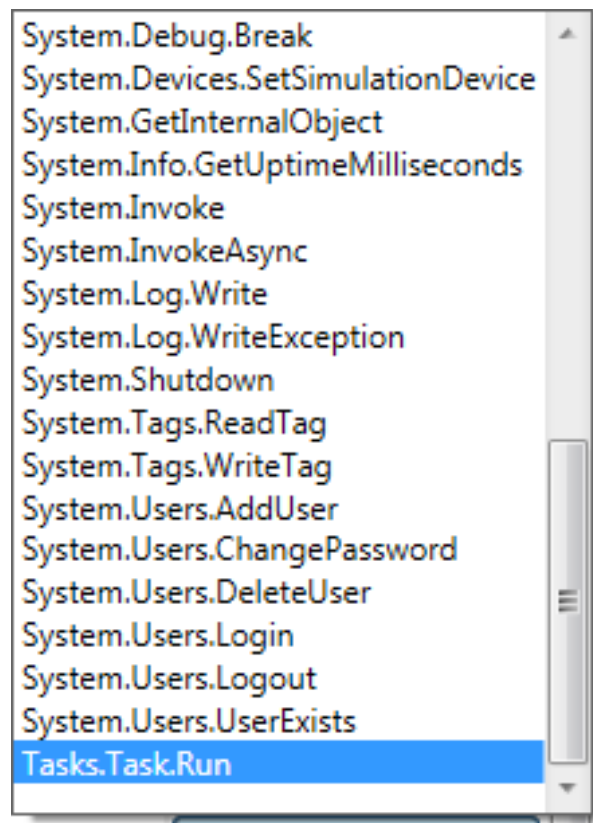 System.Debug.Break
System.Devices.SetSimulationDevice
System.GetInternalObject
System.Info.GetUptimeMilliseconds
System.Invoke
System.InvokeAsync
System.Log.Write
System.Log.WriteException
System.Shutdown
System.Tags.ReadTag
System.Tags.WriteTag
System.Users.AddUser
System.Users.ChangePassword
System.Users.DeleteUser
System.Users.Login
System.Users.Logout
System.Users.UserExists
Tasks.Task.Run